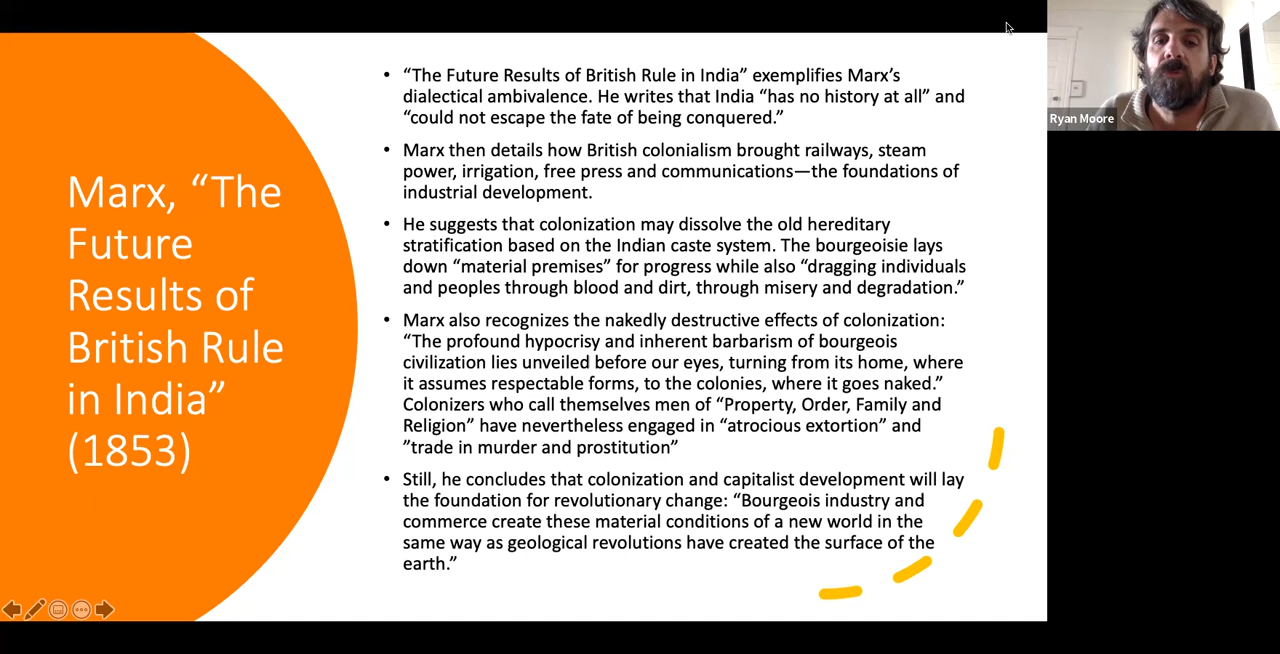 Marx, “The
Future
Results of
British Rule
in India”
(1853)
• “The Future Results of British Rule in India” exemplifies Marx’s
dialectical ambivalence. He writes that India “has no history at all” and
“could not escape the fate of being conquered.”
• Marx then details how British colonialism brought railways, steam
power, irrigation, free press and communications—the foundations of
industrial development.
• He suggests that colonization may dissolve the old hereditary
stratification based on the Indian caste system. The bourgeoisie lays
down “material premises” for progress while also “dragging individuals
and peoples through blood and dirt, through misery and degradation.”
• Marx also recognizes the nakedly destructive effects of colonization:
“The profound hypocrisy and inherent barbarism of bourgeois
civilization lies unveiled before our eyes, turning from its home, where
it assumes respectable forms, to the colonies, where it goes naked.”
Colonizers who call themselves men of “Property, Order, Family and
Religion” have nevertheless engaged in “atrocious extortion” and
”trade in murder and prostitution”
• Still, he concludes that colonization and capitalist development will lay
the foundation for revolutionary change: “Bourgeois industry and
commerce create these material conditions of a new world in the
same way as geological revolutions have created the surface of the
earth.”
Ryan Moore